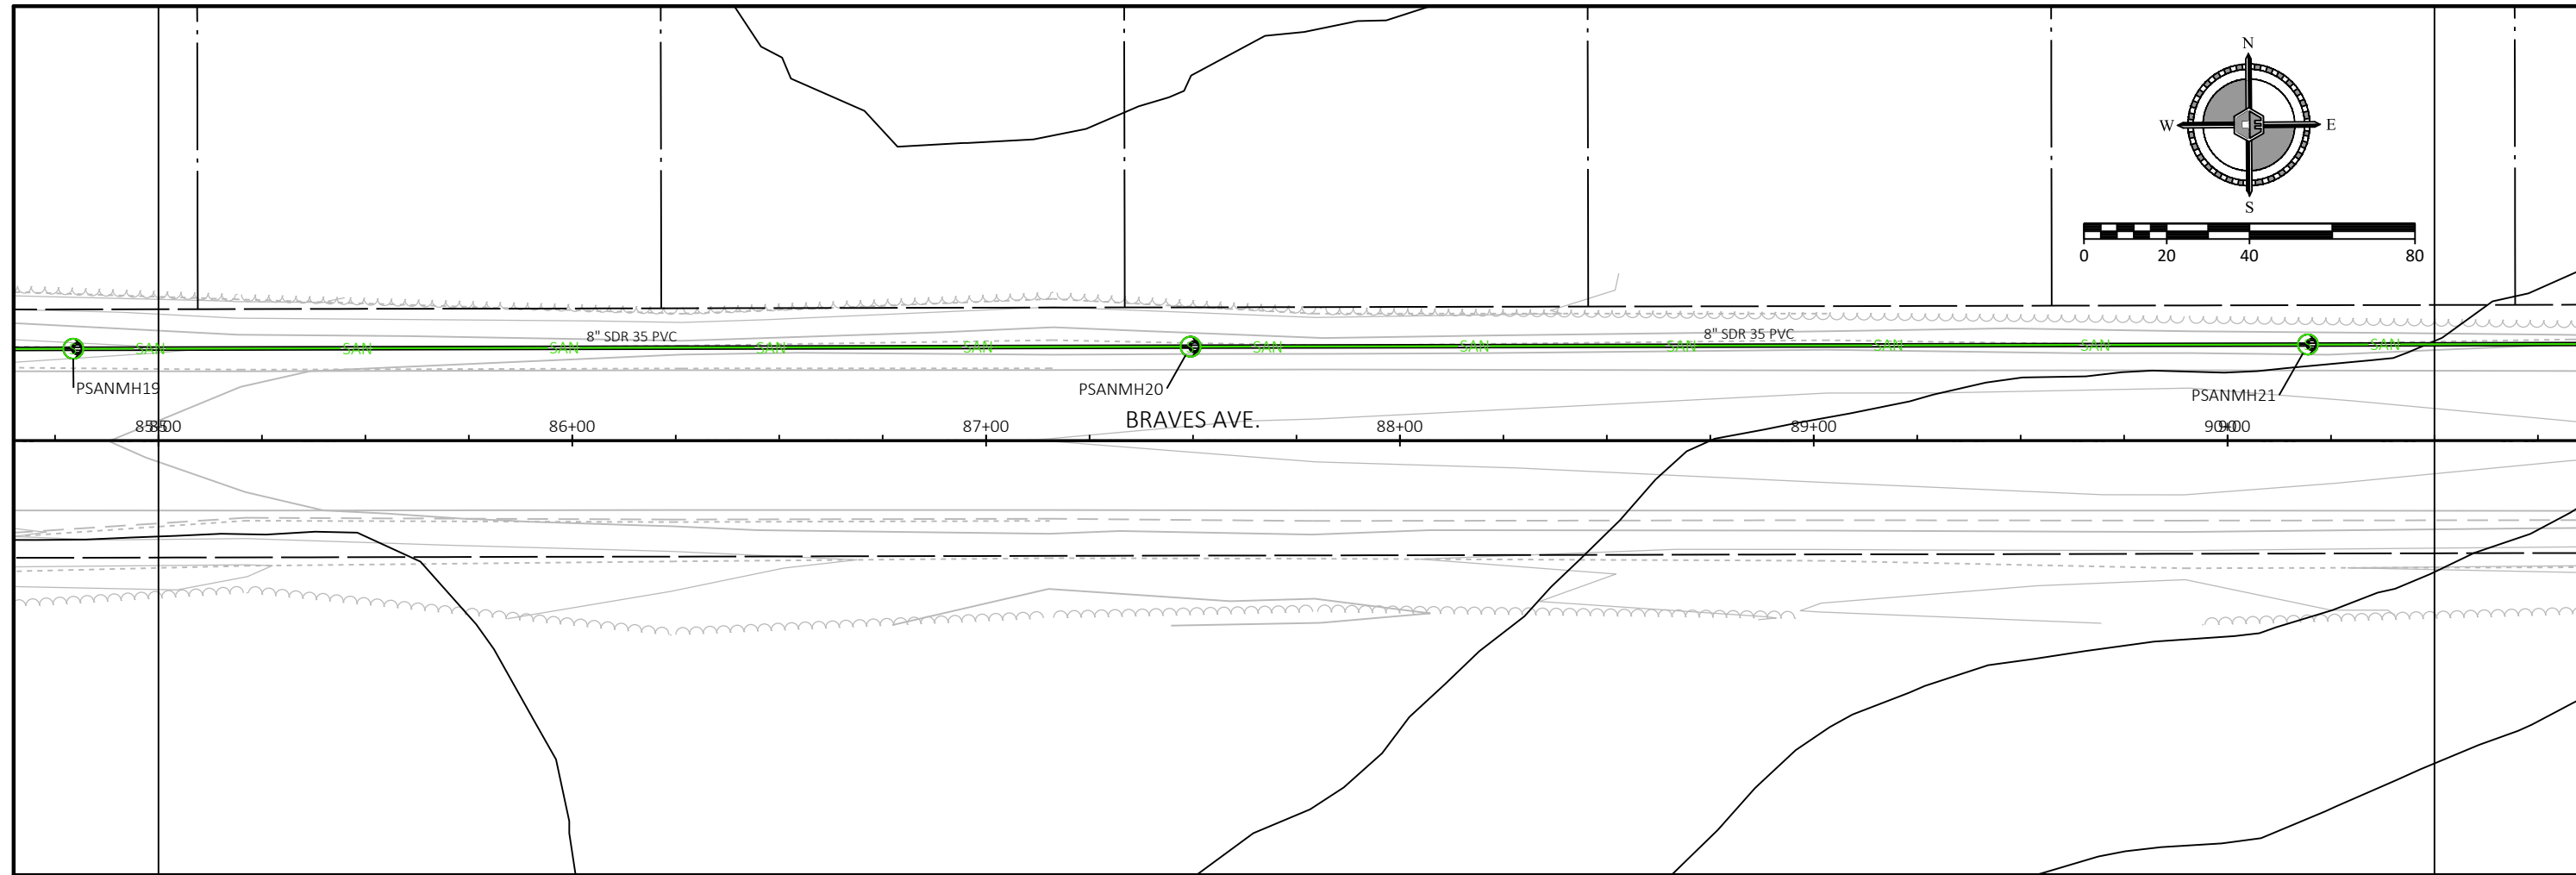 N
W E
S
0 20 40 80
8" SDR 35 PVC 8" SDR 35 PVC
SAN SAN SAN SAN SAN SAN SAN SAN SAN SAN SAN
PSANMH19 PSANMH20 PSANMH21
BRAVES AVE.
86+00 87+00 88+00 89+00